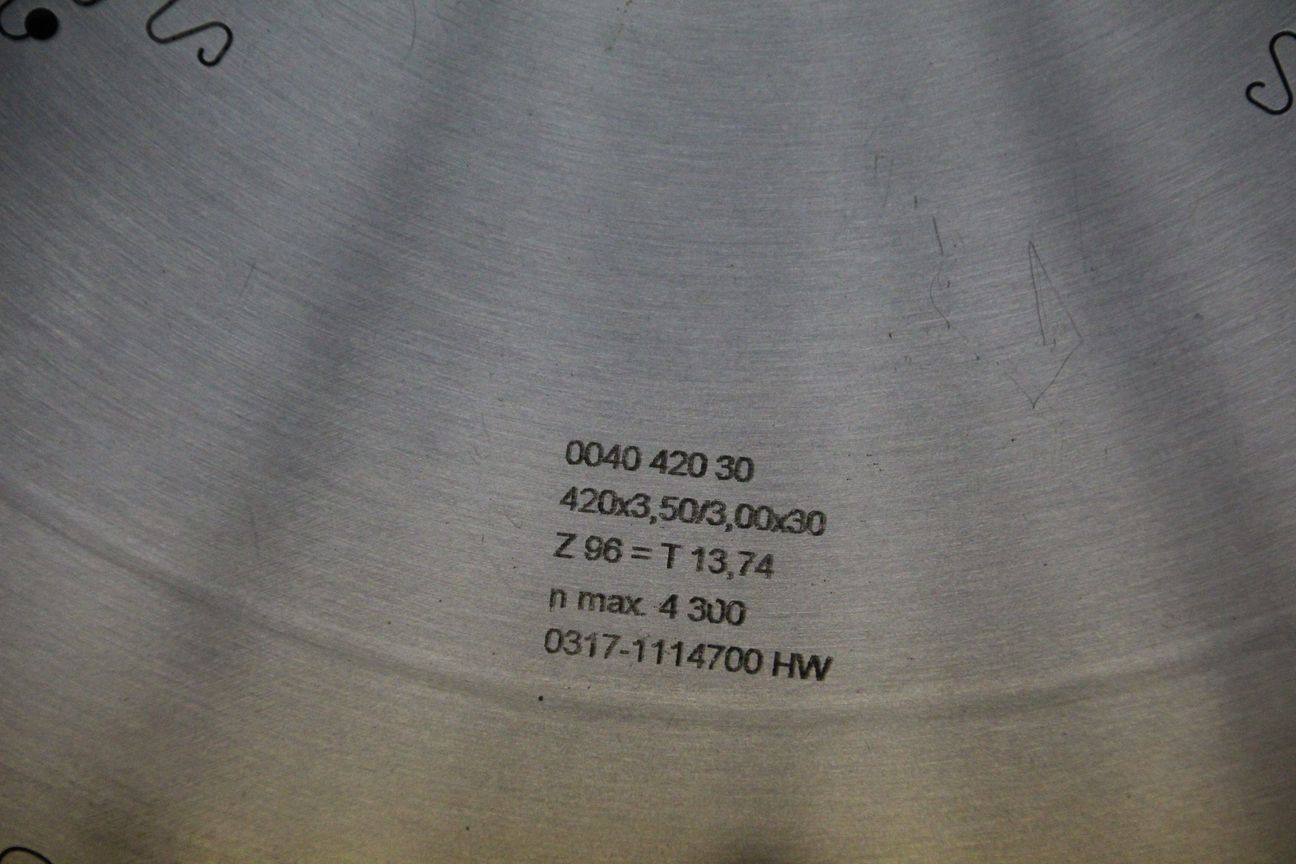 0040 420 30
420x3,50/3,00x30
Z 96 = T 13,74
n max. 4 300
0317-1114700 HW